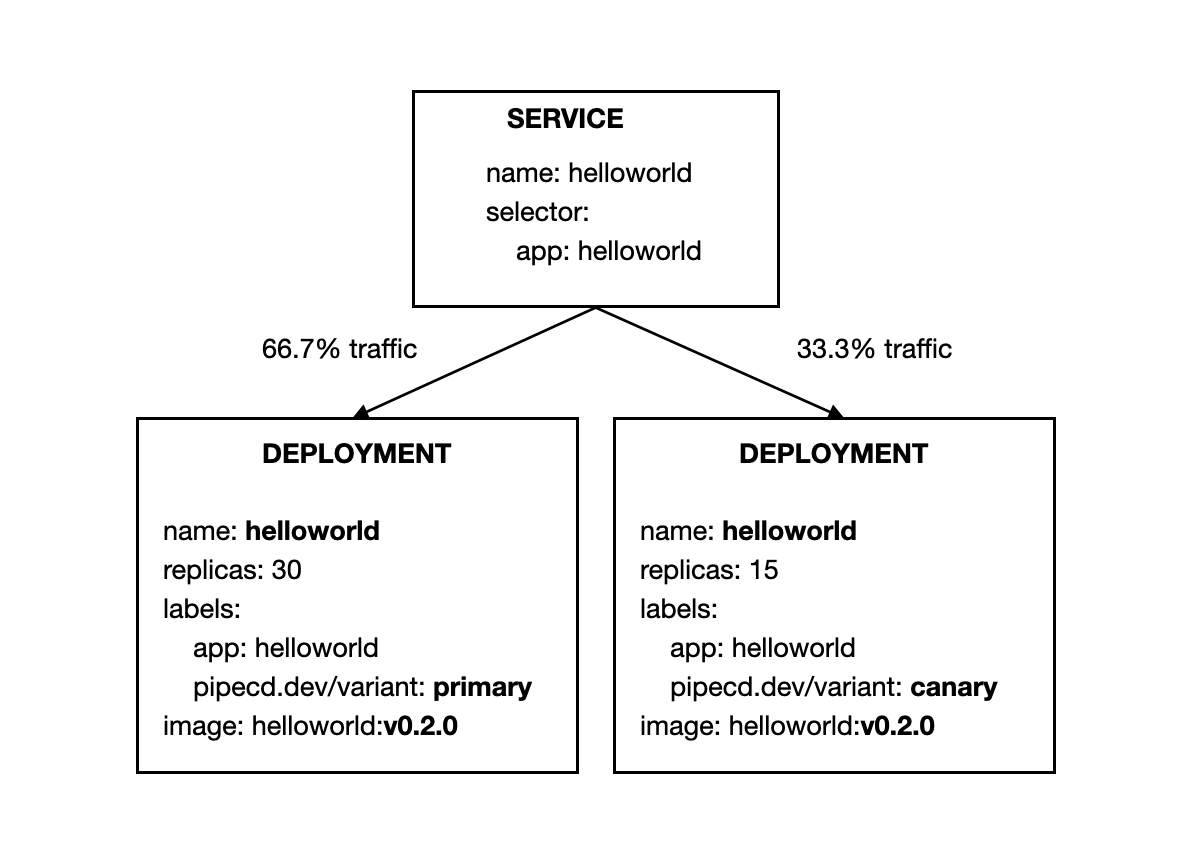 SERVICE
name: helloworld
selector:
app: helloworld
66.7% traffic
33.3% traffic
DEPLOYMENT
name: helloworld
replicas: 30
labels:
app: helloworld
pipecd.dev/variant: primary
image: helloworld:v0.2.0
DEPLOYMENT
name: helloworld
replicas: 15
labels:
app: helloworld
pipecd.dev/variant: canary
image: helloworld:v0.2.0